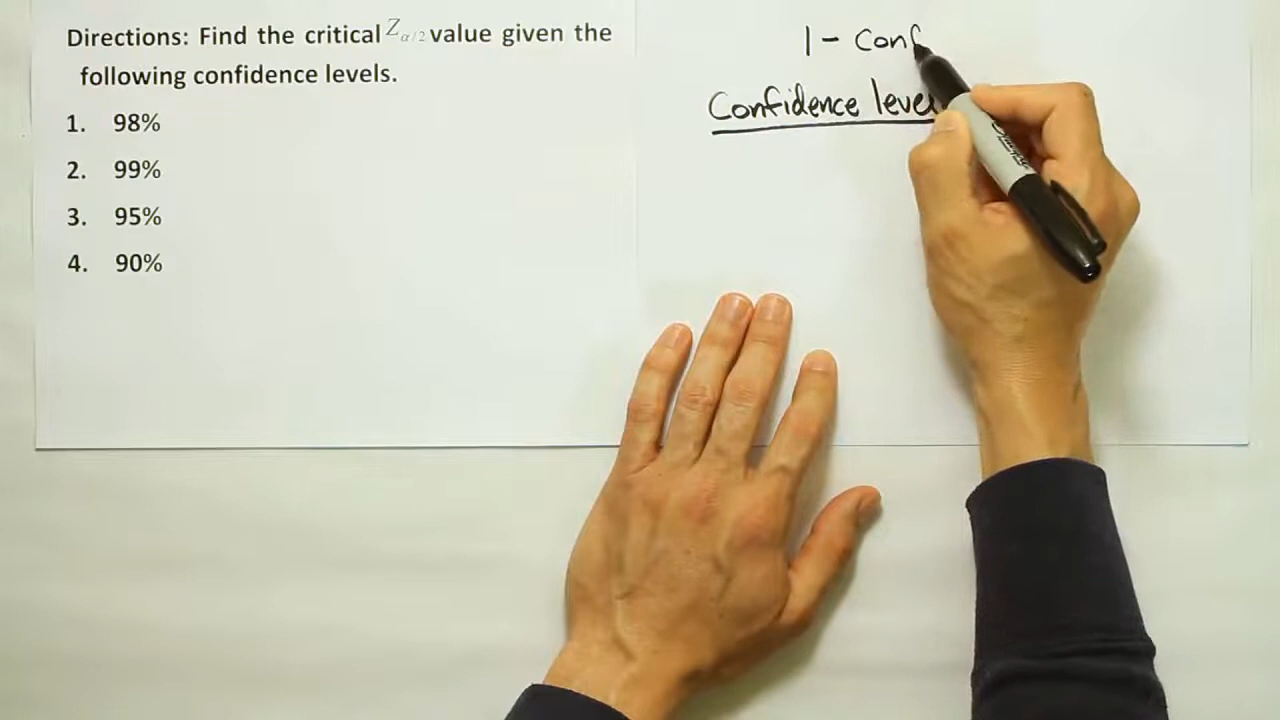 Directions: Find the critical Zα/2 value given the
following confidence levels.
1. 98%
2. 99%
3. 95%
4. 90%
1 - Conf
Confidence level